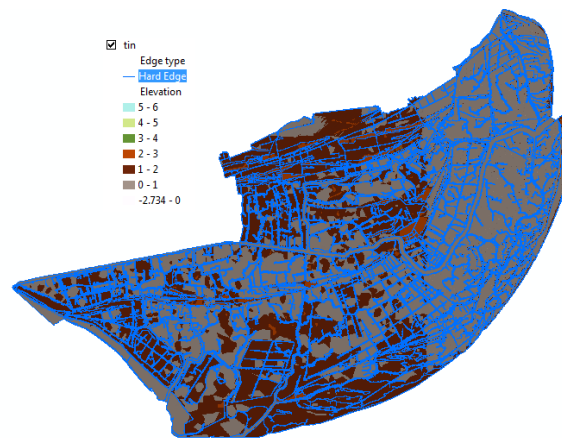 tin
Edge type
Hard Edge
Elevation
5 - 6
4 - 5
3 - 4
2 - 3
1 - 2
0 - 1
-2.734 - 0